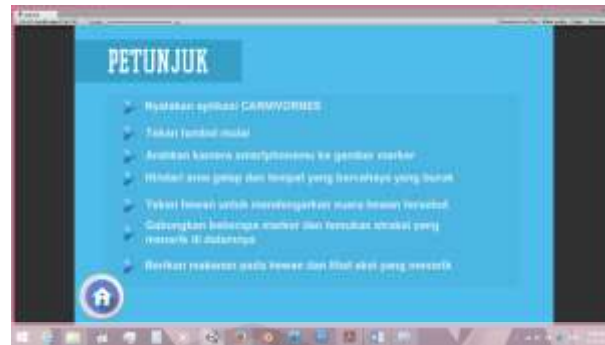 PETUNJUK
Nyalakan aplikasi CARNIVORNES
Tekan tombol mulai
Arahkan kamera smartphonemu ke gambar marker
Hindari area gelap dan tempat yang bercahaya yang buruk
Tekan hewan untuk mendengarkan suara hewan tersebut
Gabungkan beberapa marker dan temukan atraksi yang
menarik di dalamnya
Berikan makanan pada hewan dan lihat aksi yang menarik